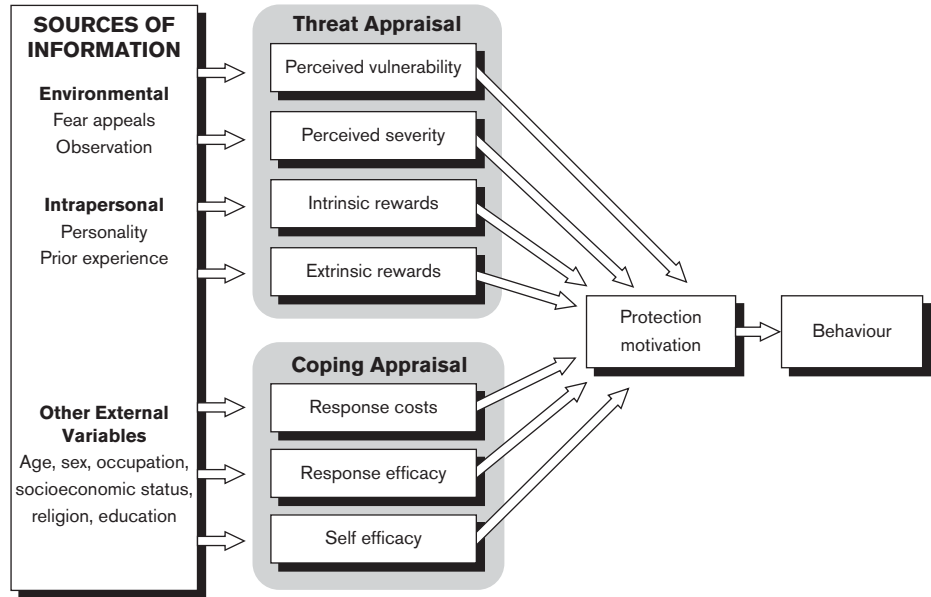 SOURCES OF
INFORMATION
Environmental
Fear appeals
Observation
Intrapersonal
Personality
Prior experience
Other External
Variables
Age, sex, occupation,
socioeconomic status,
religion, education
Threat Appraisal
Perceived vulnerability
Perceived severity
Intrinsic rewards
Extrinsic rewards
Coping Appraisal
Response costs
Response efficacy
Self efficacy
Protection
motivation
Behaviour